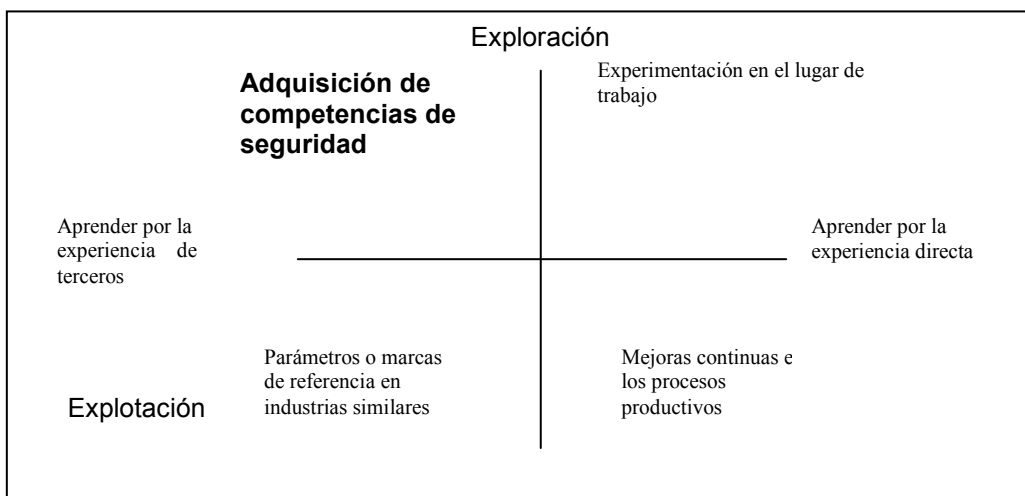 Exploración
Adquisición de
competencias de
seguridad
Experimentación en el lugar de
trabajo
Aprender por la
experiencia de
terceros
Aprender por la
experiencia directa
Parámetros o marcas
de referencia en
industrias similares
Mejoras continuas e
los procesos
productivos
Explotación